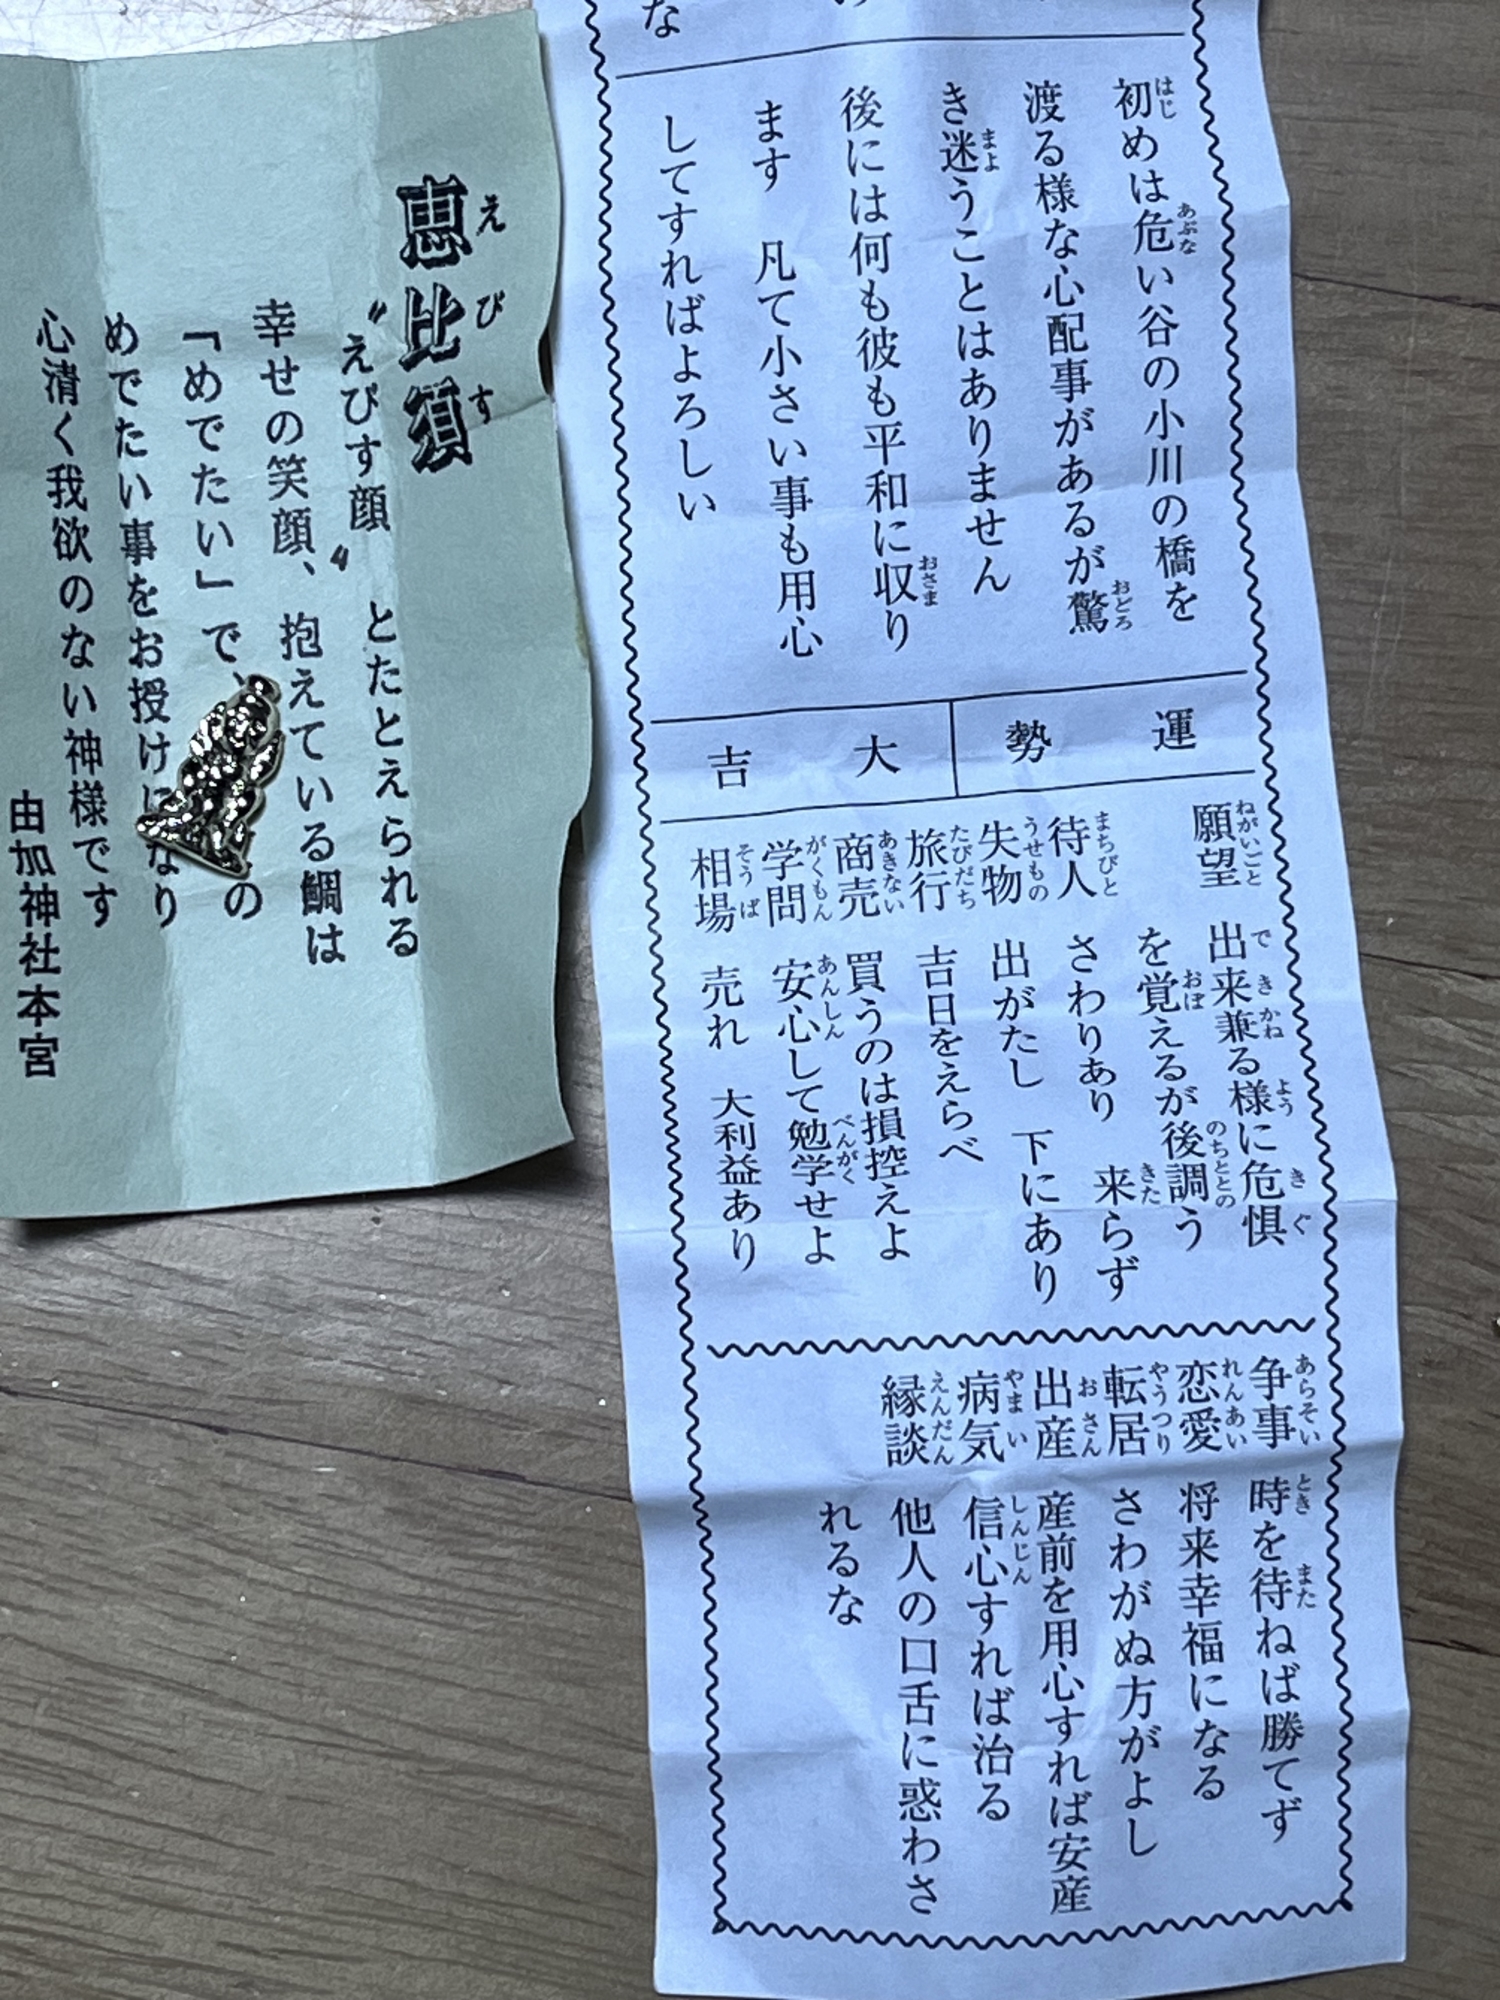 な
初めは危い谷の小川の橋を
渡る様な心配事があるが驚
き迷うことはありません
後には何も彼も平和に収り
ます 凡て小さい事も用心
してすればよろしい
運勢 大吉
願望 出来兼る様に危惧
を覚えるが後調う
待人 さわりあり 来らず
失物 出がたし 下にあり
旅行 吉日をえらべ
商売 買うのは損控えよ
学問 安心して勉学せよ
相場 売れ 大利益あり
争事 時を待ねば勝てず
恋愛 将来幸福になる
転居 さわがぬ方がよし
出産 産前を用心すれば安産
病気 信心すれば治る
縁談 他人の口舌に惑わさ
れるな
恵比須
えびす
〝えびす顔〟とたとえられる
幸せの笑顔、抱えている鯛は
「めでたい」で、の
めでたい事をお授けになり
心清く我欲のない神様です
由加神社本宮